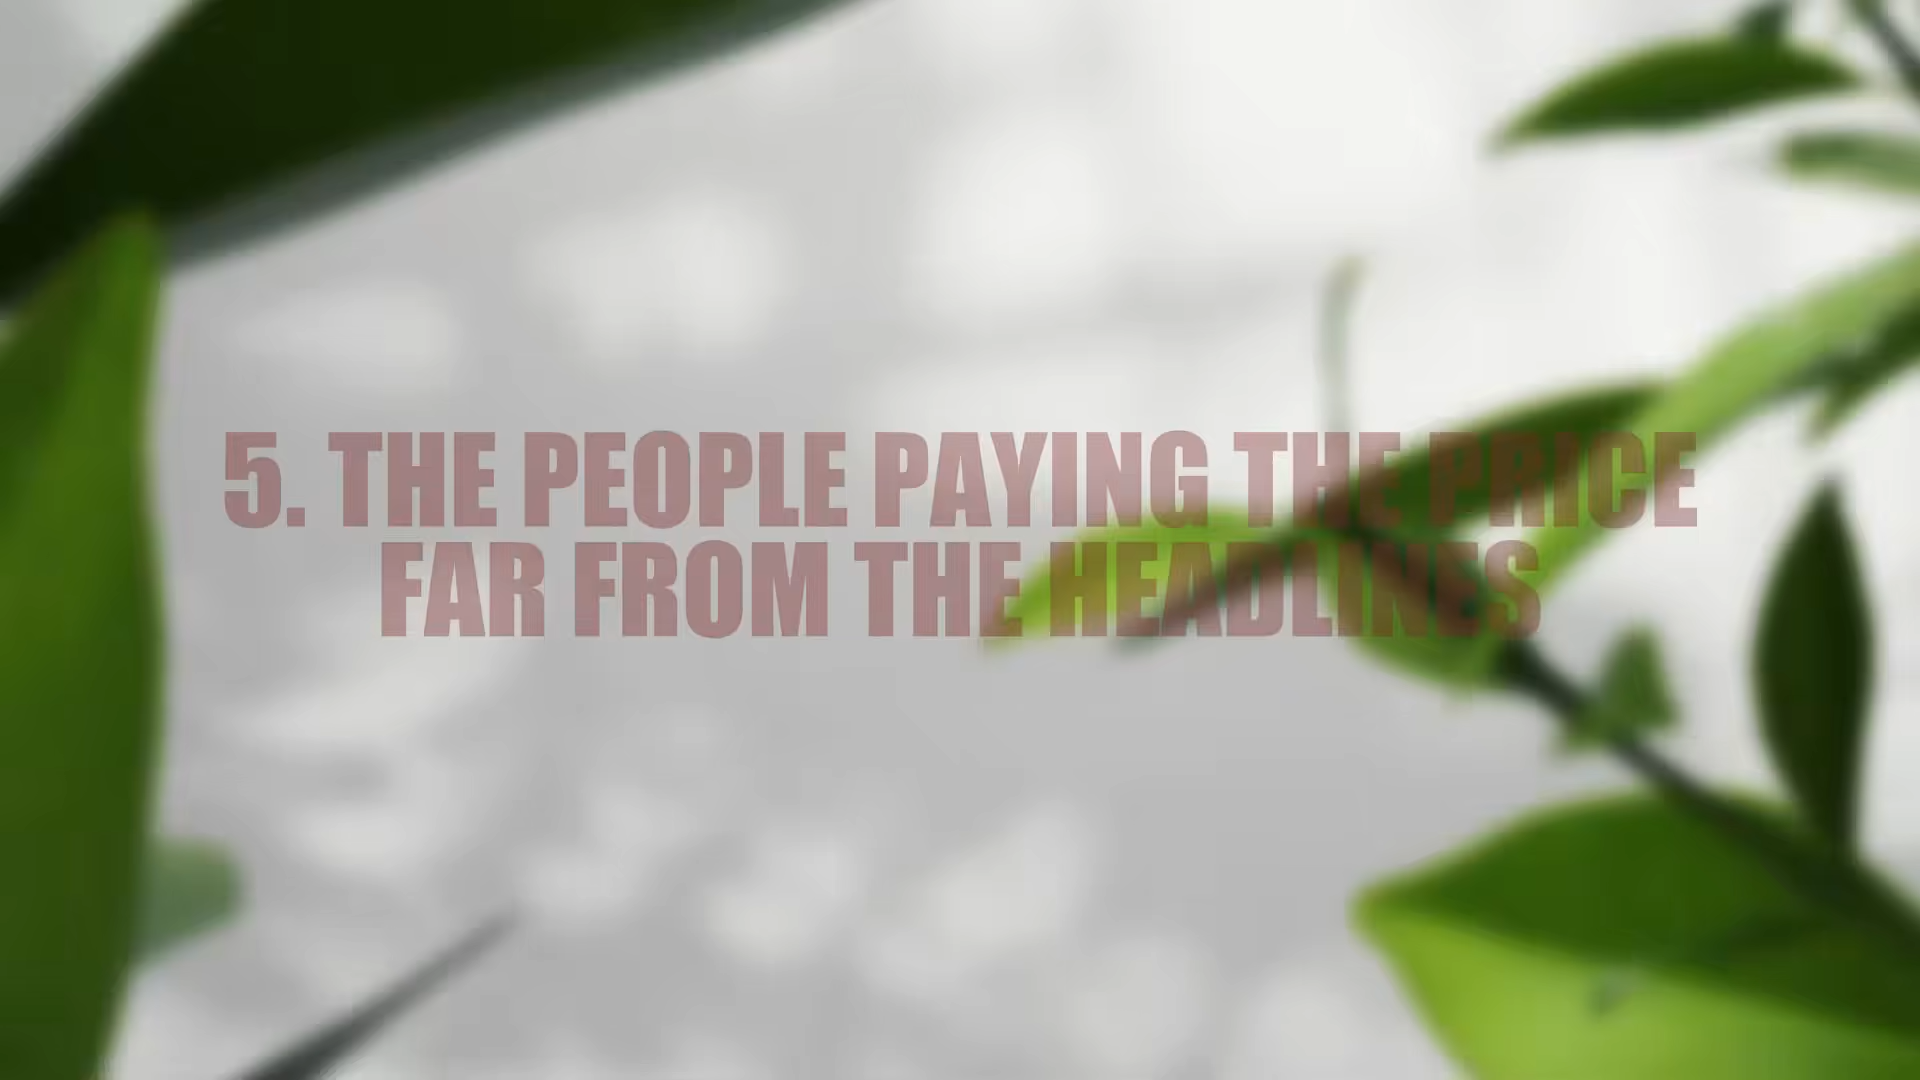 5. THE PEOPLE PAYING THE PRICE
FAR FROM THE HEADLINES